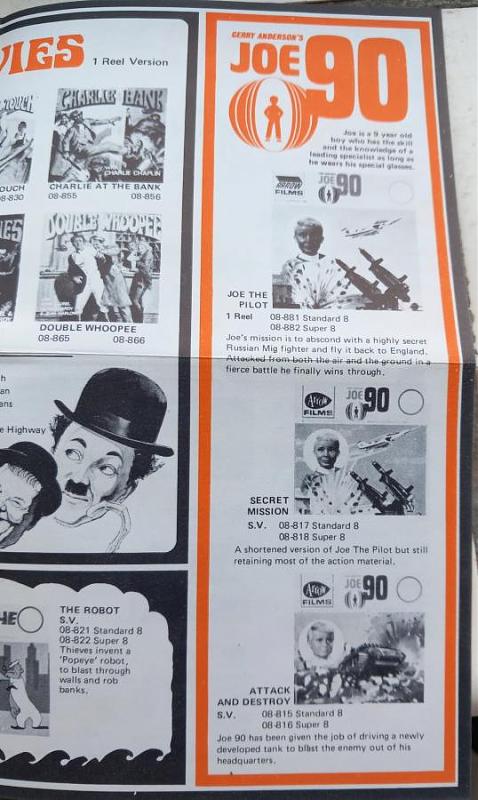 VIES
1 Reel Version
TOUCH
CHARLIE BANK
WITH
CHARLIE CHAPLIN
OUCH
8-830
CHARLIE AT THE BANK
08-855 08-856
IES
DOUBLE WHOOPEE
DOUBLE WHOOPEE
08-865 08-866
h
an
ans
e Highway
HE
THE ROBOT
S.V.
08-821 Standard 8
08-822 Super 8
Thieves invent a
'Popeye' robot,
to blast through
walls and rob
banks.
GERRY ANDERSON'S
JOE 90
Joe is a 9 year old
boy who has the skill
and the knowledge of a
leading specialist as long as
he wears his special glasses.
ARROW
FILMS
JOE 90
JOE THE
PILOT
1 Reel 08-881 Standard 8
08-882 Super 8
Joe's mission is to abscond with a highly secret
Russian Mig fighter and fly it back to England.
Attacked from both the air and the ground in a
fierce battle he finally wins through.
Arrow
FILMS
JOE 90
SECRET
MISSION
S.V. 08-817 Standard 8
08-818 Super 8
A shortened version of Joe The Pilot but still
retaining most of the action material.
Arrow
FILMS
JOE 90
ATTACK
AND DESTROY
S.V. 08-815 Standard 8
08-816 Super 8
Joe 90 has been given the job of driving a newly
developed tank to blast the enemy out of his
headquarters.